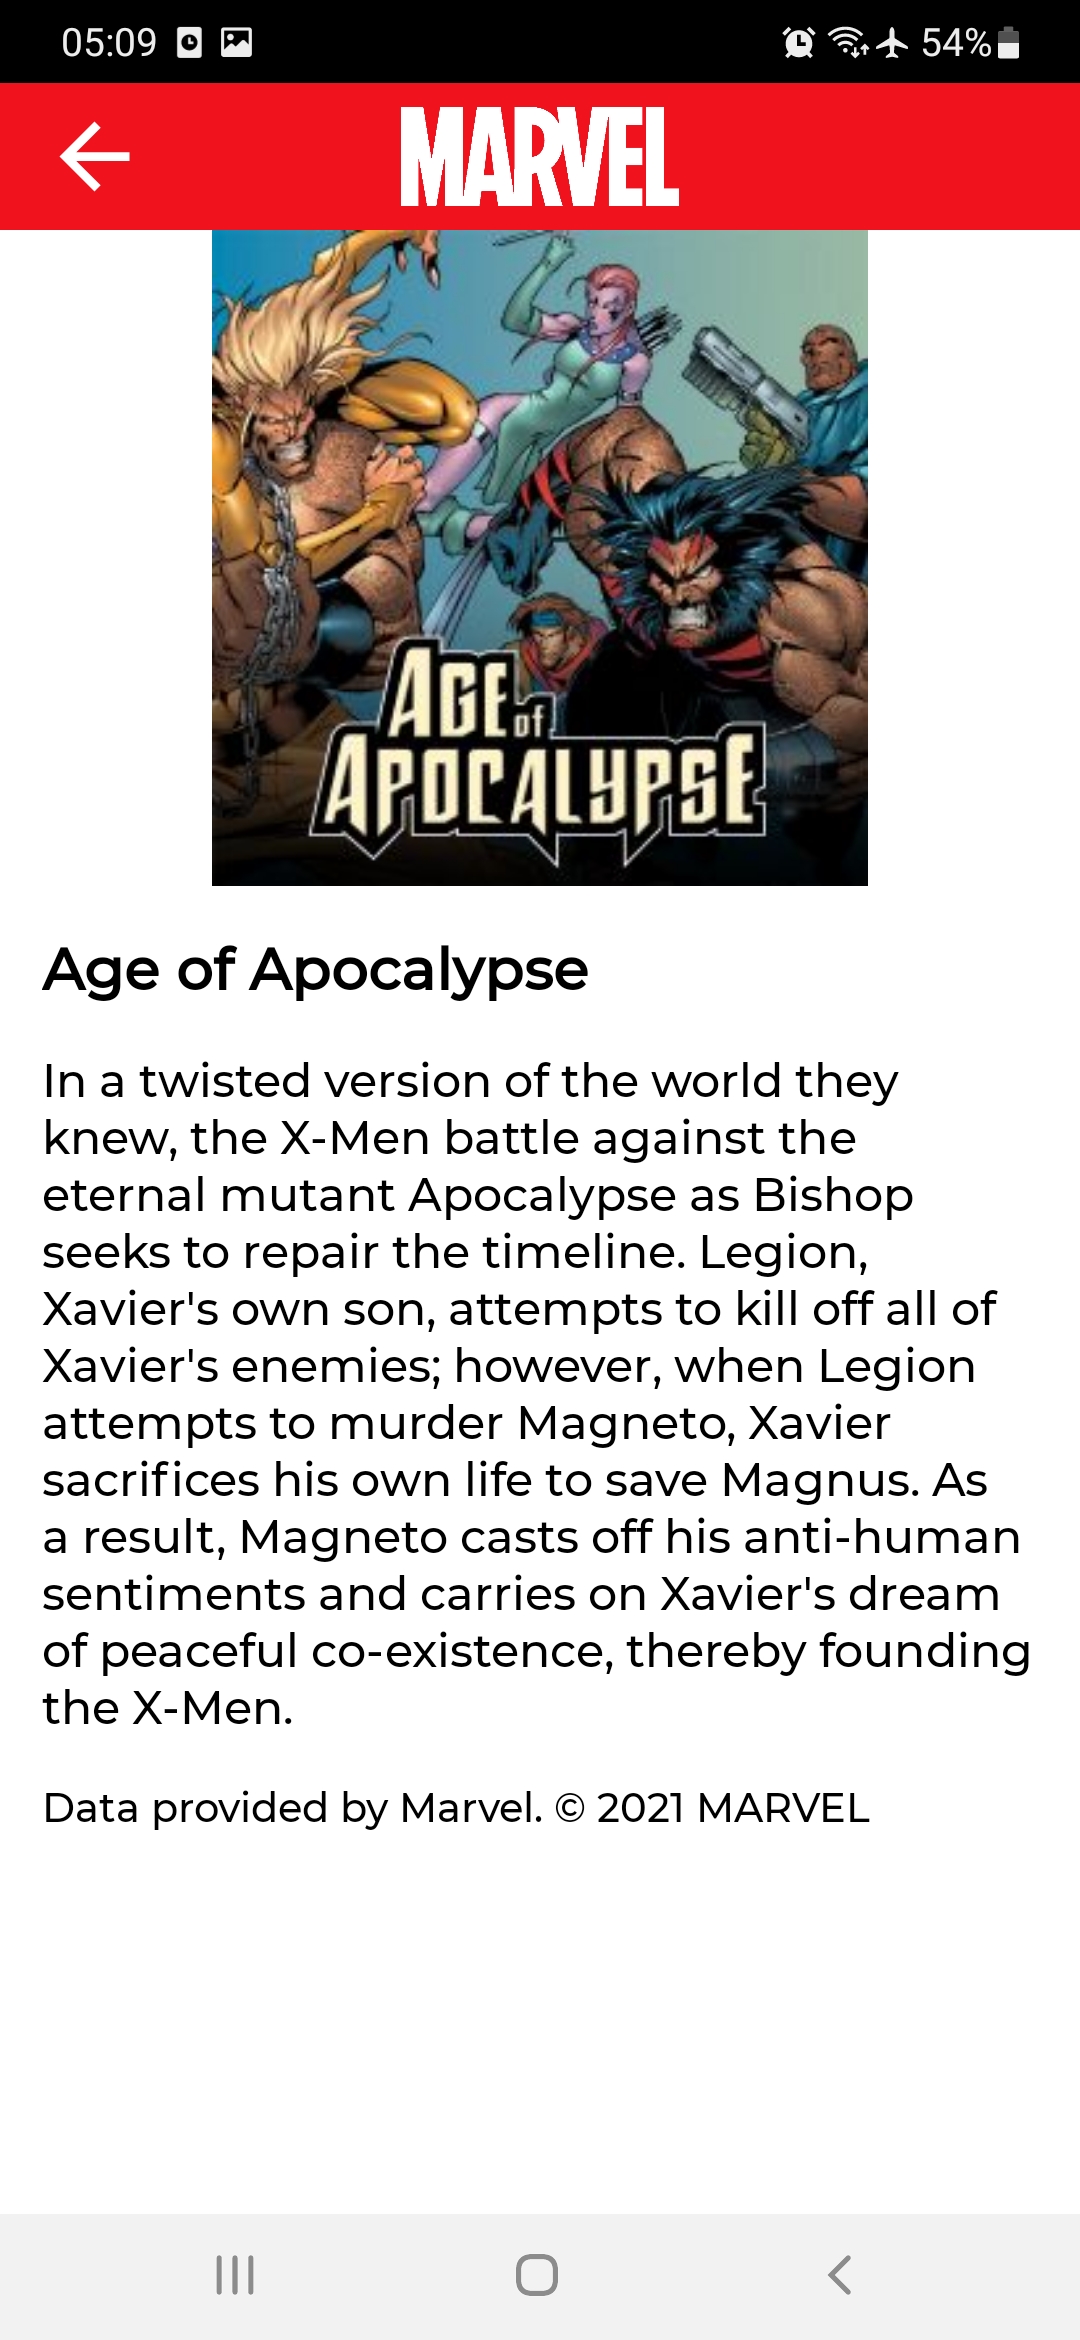 05:09
54%
MARVEL
AGE of
APOCALYPSE
Age of Apocalypse
In a twisted version of the world they
knew, the X-Men battle against the
eternal mutant Apocalypse as Bishop
seeks to repair the timeline. Legion,
Xavier's own son, attempts to kill off all of
Xavier's enemies; however, when Legion
attempts to murder Magneto, Xavier
sacrifices his own life to save Magnus. As
a result, Magneto casts off his anti-human
sentiments and carries on Xavier's dream
of peaceful co-existence, thereby founding
the X-Men.
Data provided by Marvel. © 2021 MARVEL